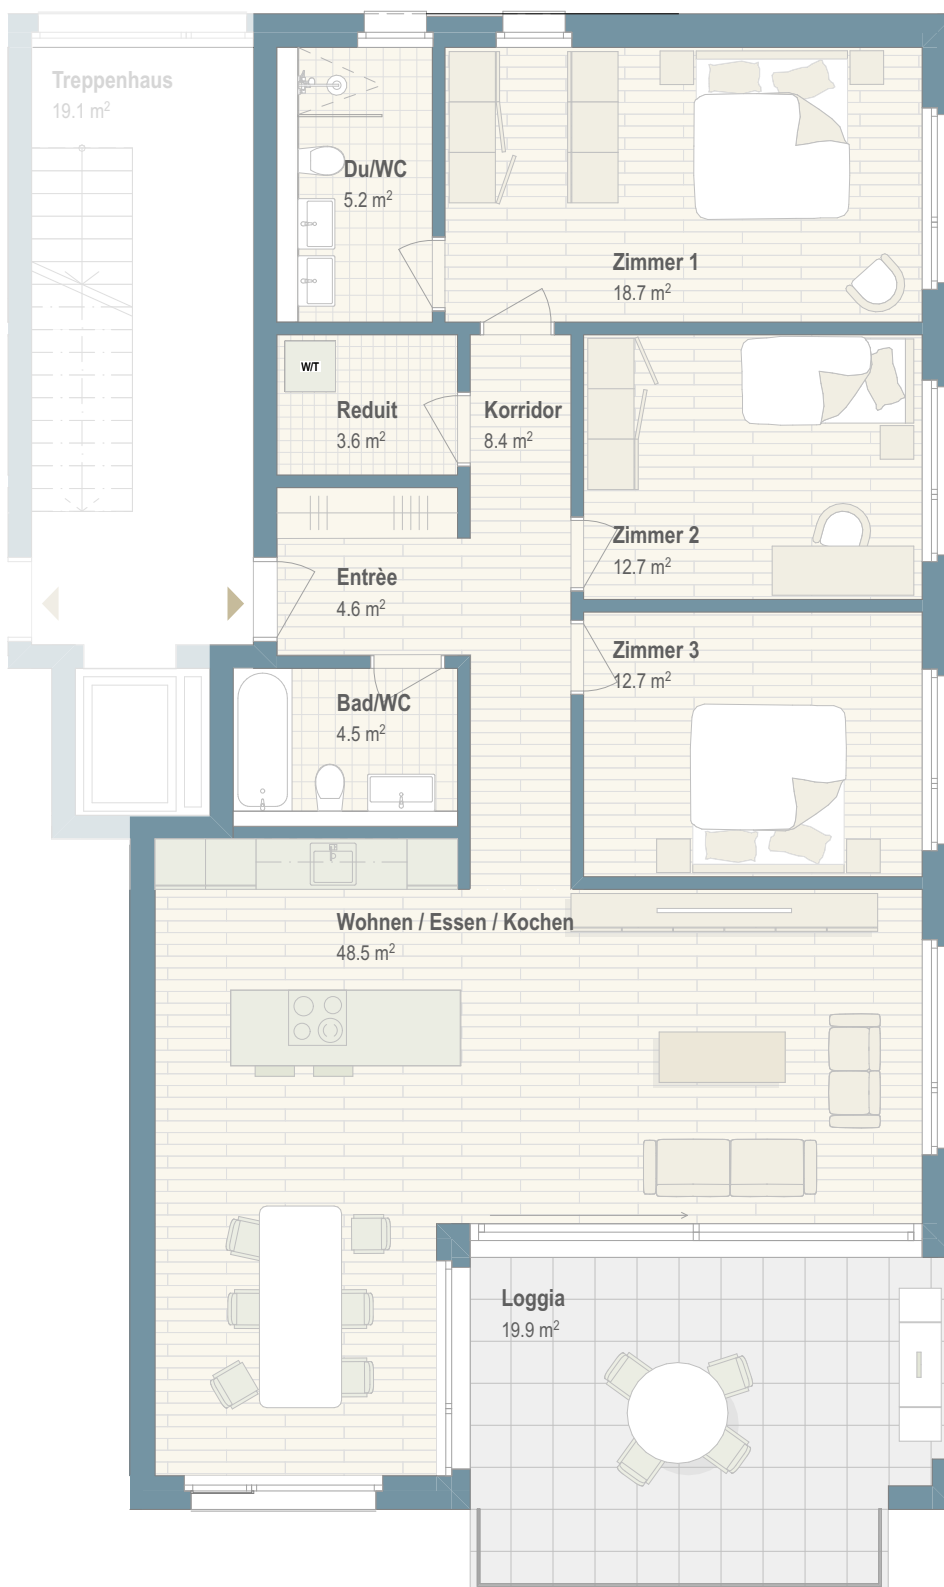 Treppenhaus
19.1 m²
Du/WC
5.2 m²
Zimmer 1
18.7 m²
W/T
Reduit
3.6 m²
Korridor
8.4 m²
Zimmer 2
12.7 m²
Entrèe
4.6 m²
Zimmer 3
12.7 m²
Bad/WC
4.5 m²
Wohnen / Essen / Kochen
48.5 m²
Loggia
19.9 m²